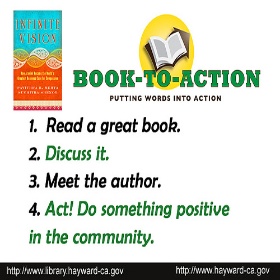 INFINITE
VISION
BOOK-TO-ACTION
PUTTING WORDS INTO ACTION
1. Read a great book.
2. Discuss it.
3. Meet the author.
4. Act! Do something positive
in the community.
http://www.library.hayward-ca.gov
http://www.hayward-ca.gov